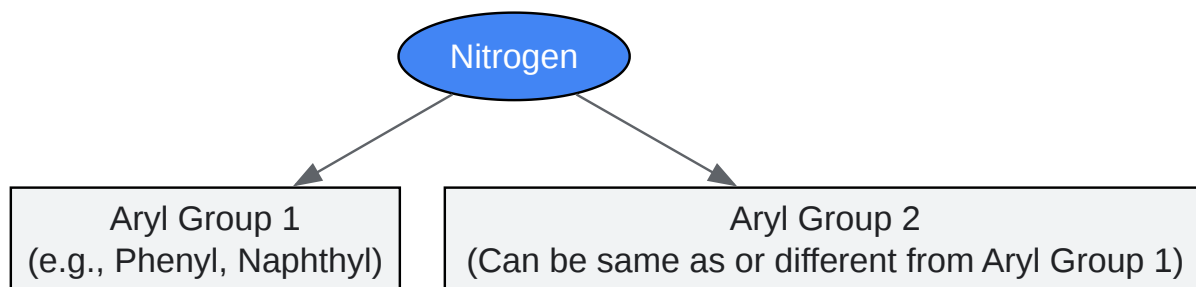 Nitrogen
Aryl Group 1
(e.g., Phenyl, Naphthyl)
Aryl Group 2
(Can be same as or different from Aryl Group 1)